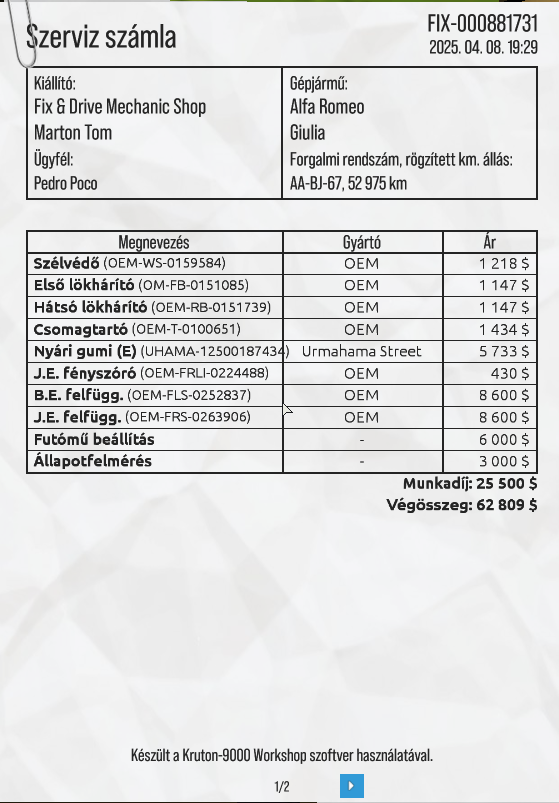 Szerviz számla
FIX-000881731
2025. 04. 08. 19:29
Kiállító:
Fix & Drive Mechanic Shop
Marton Tom
Ügyfél:
Pedro Poco
Gépjármű:
Alfa Romeo
Giulia
Forgalmi rendszám, rögzített km. állás:
AA-BJ-67, 52 975 km
Megnevezés Gyártó Ár
Szélvédő (OEM-WS-0159584) OEM 1 218 $
Első lökhárító (OM-FB-0151085) OEM 1 147 $
Hátsó lökhárító (OEM-RB-0151739) OEM 1 147 $
Csomagtartó (OEM-T-0100651) OEM 1 434 $
Nyári gumi (E) (UHAMA-12500187434) Urmahama Street 5 733 $
J.E. fényszóró (OEM-FRLI-0224488) OEM 430 $
B.E. felfügg. (OEM-FLS-0252837) OEM 8 600 $
J.E. felfügg. (OEM-FRS-0263906) OEM 8 600 $
Futómű beállítás - 6 000 $
Állapotfelmérés - 3 000 $
Munkadíj: 25 500 $
Végösszeg: 62 809 $
Készült a Kruton-9000 Workshop szoftver használatával.
1/2